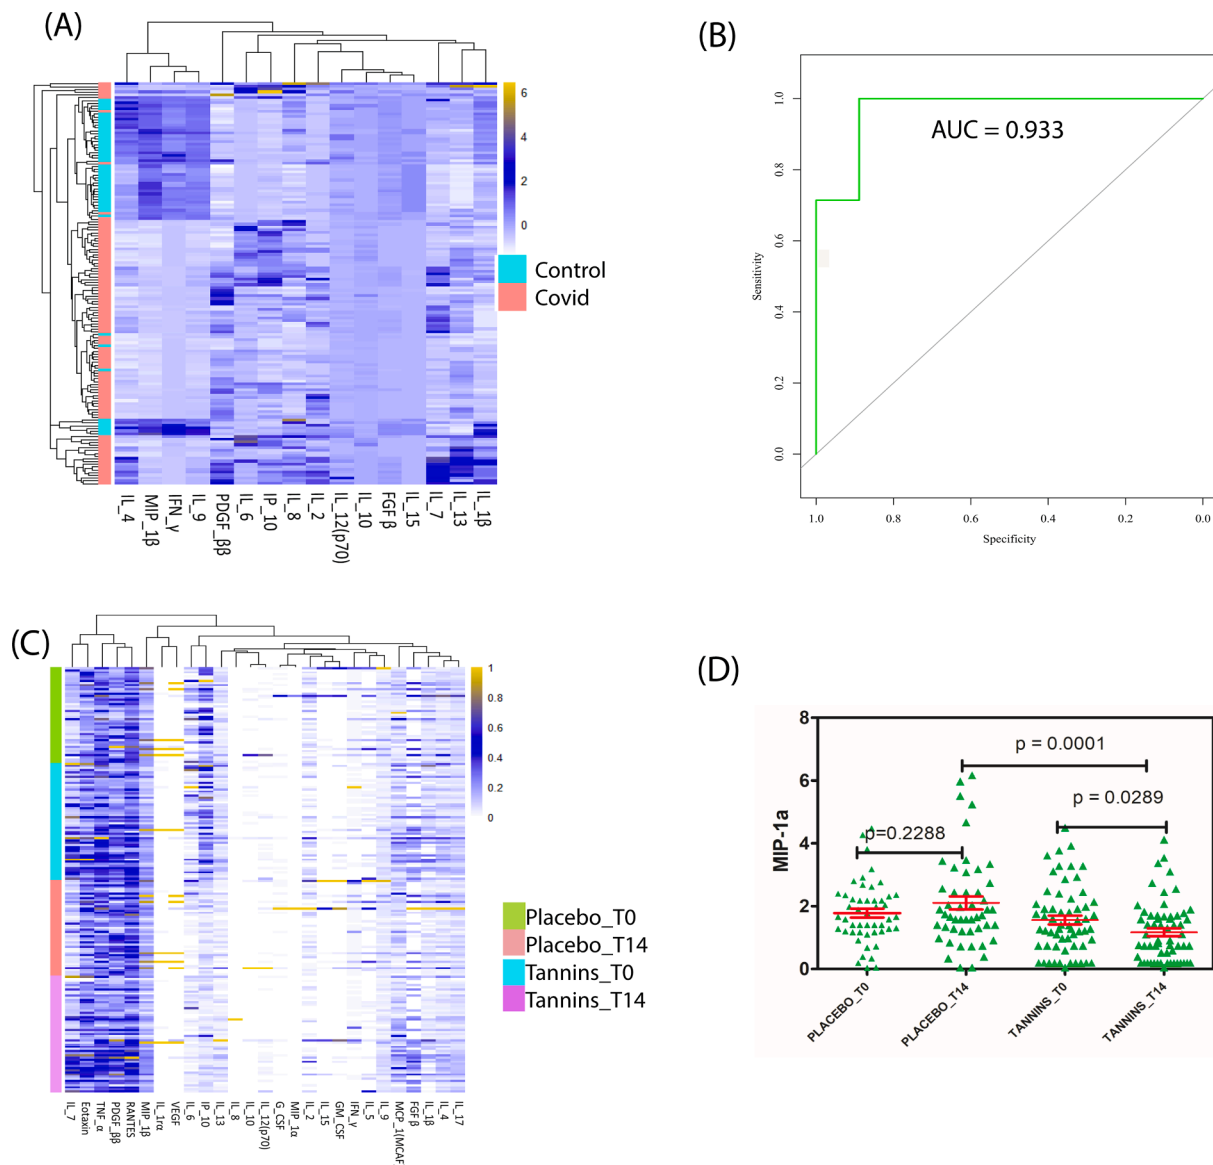 (A)
6
4
2
0
Control
Covid
IL_4
MIP_1β
IFN_γ
IL_9
PDGF_ββ
IL_6
IP_10
IL_8
IL_2
IL_12(p70)
IL_10
FGF β
IL_15
IL_7
IL_13
IL_1β
(B)
AUC = 0.933
Sensitivity
1.0
0.8
0.6
0.4
0.2
0.0
1.0 0.8 0.6 0.4 0.2 0.0
Specificity
(C)
1
0.8
0.6
0.4
0.2
0
Placebo_T0
Placebo_T14
Tannins_T0
Tannins_T14
IL_7
Eotaxin
TNF_α
PDGF_ββ
RANTES
MIP_1β
IL_1rα
VEGF
IL_6
IP_10
IL_13
IL_8
IL_10
IL_12(p70)
G_CSF
MIP_1α
IL_2
IL_15
GM_CSF
IFN_γ
IL_5
IL_9
MCP_1(MCAF
FGF β
IL_1β
IL_4
IL_17
(D)
MIP-1a
8
6
4
2
0
p = 0.0001
p = 0.0289
p=0.2288
PLACEBO_T0
PLACEBO_T14
TANNINS_T0
TANNINS_T14